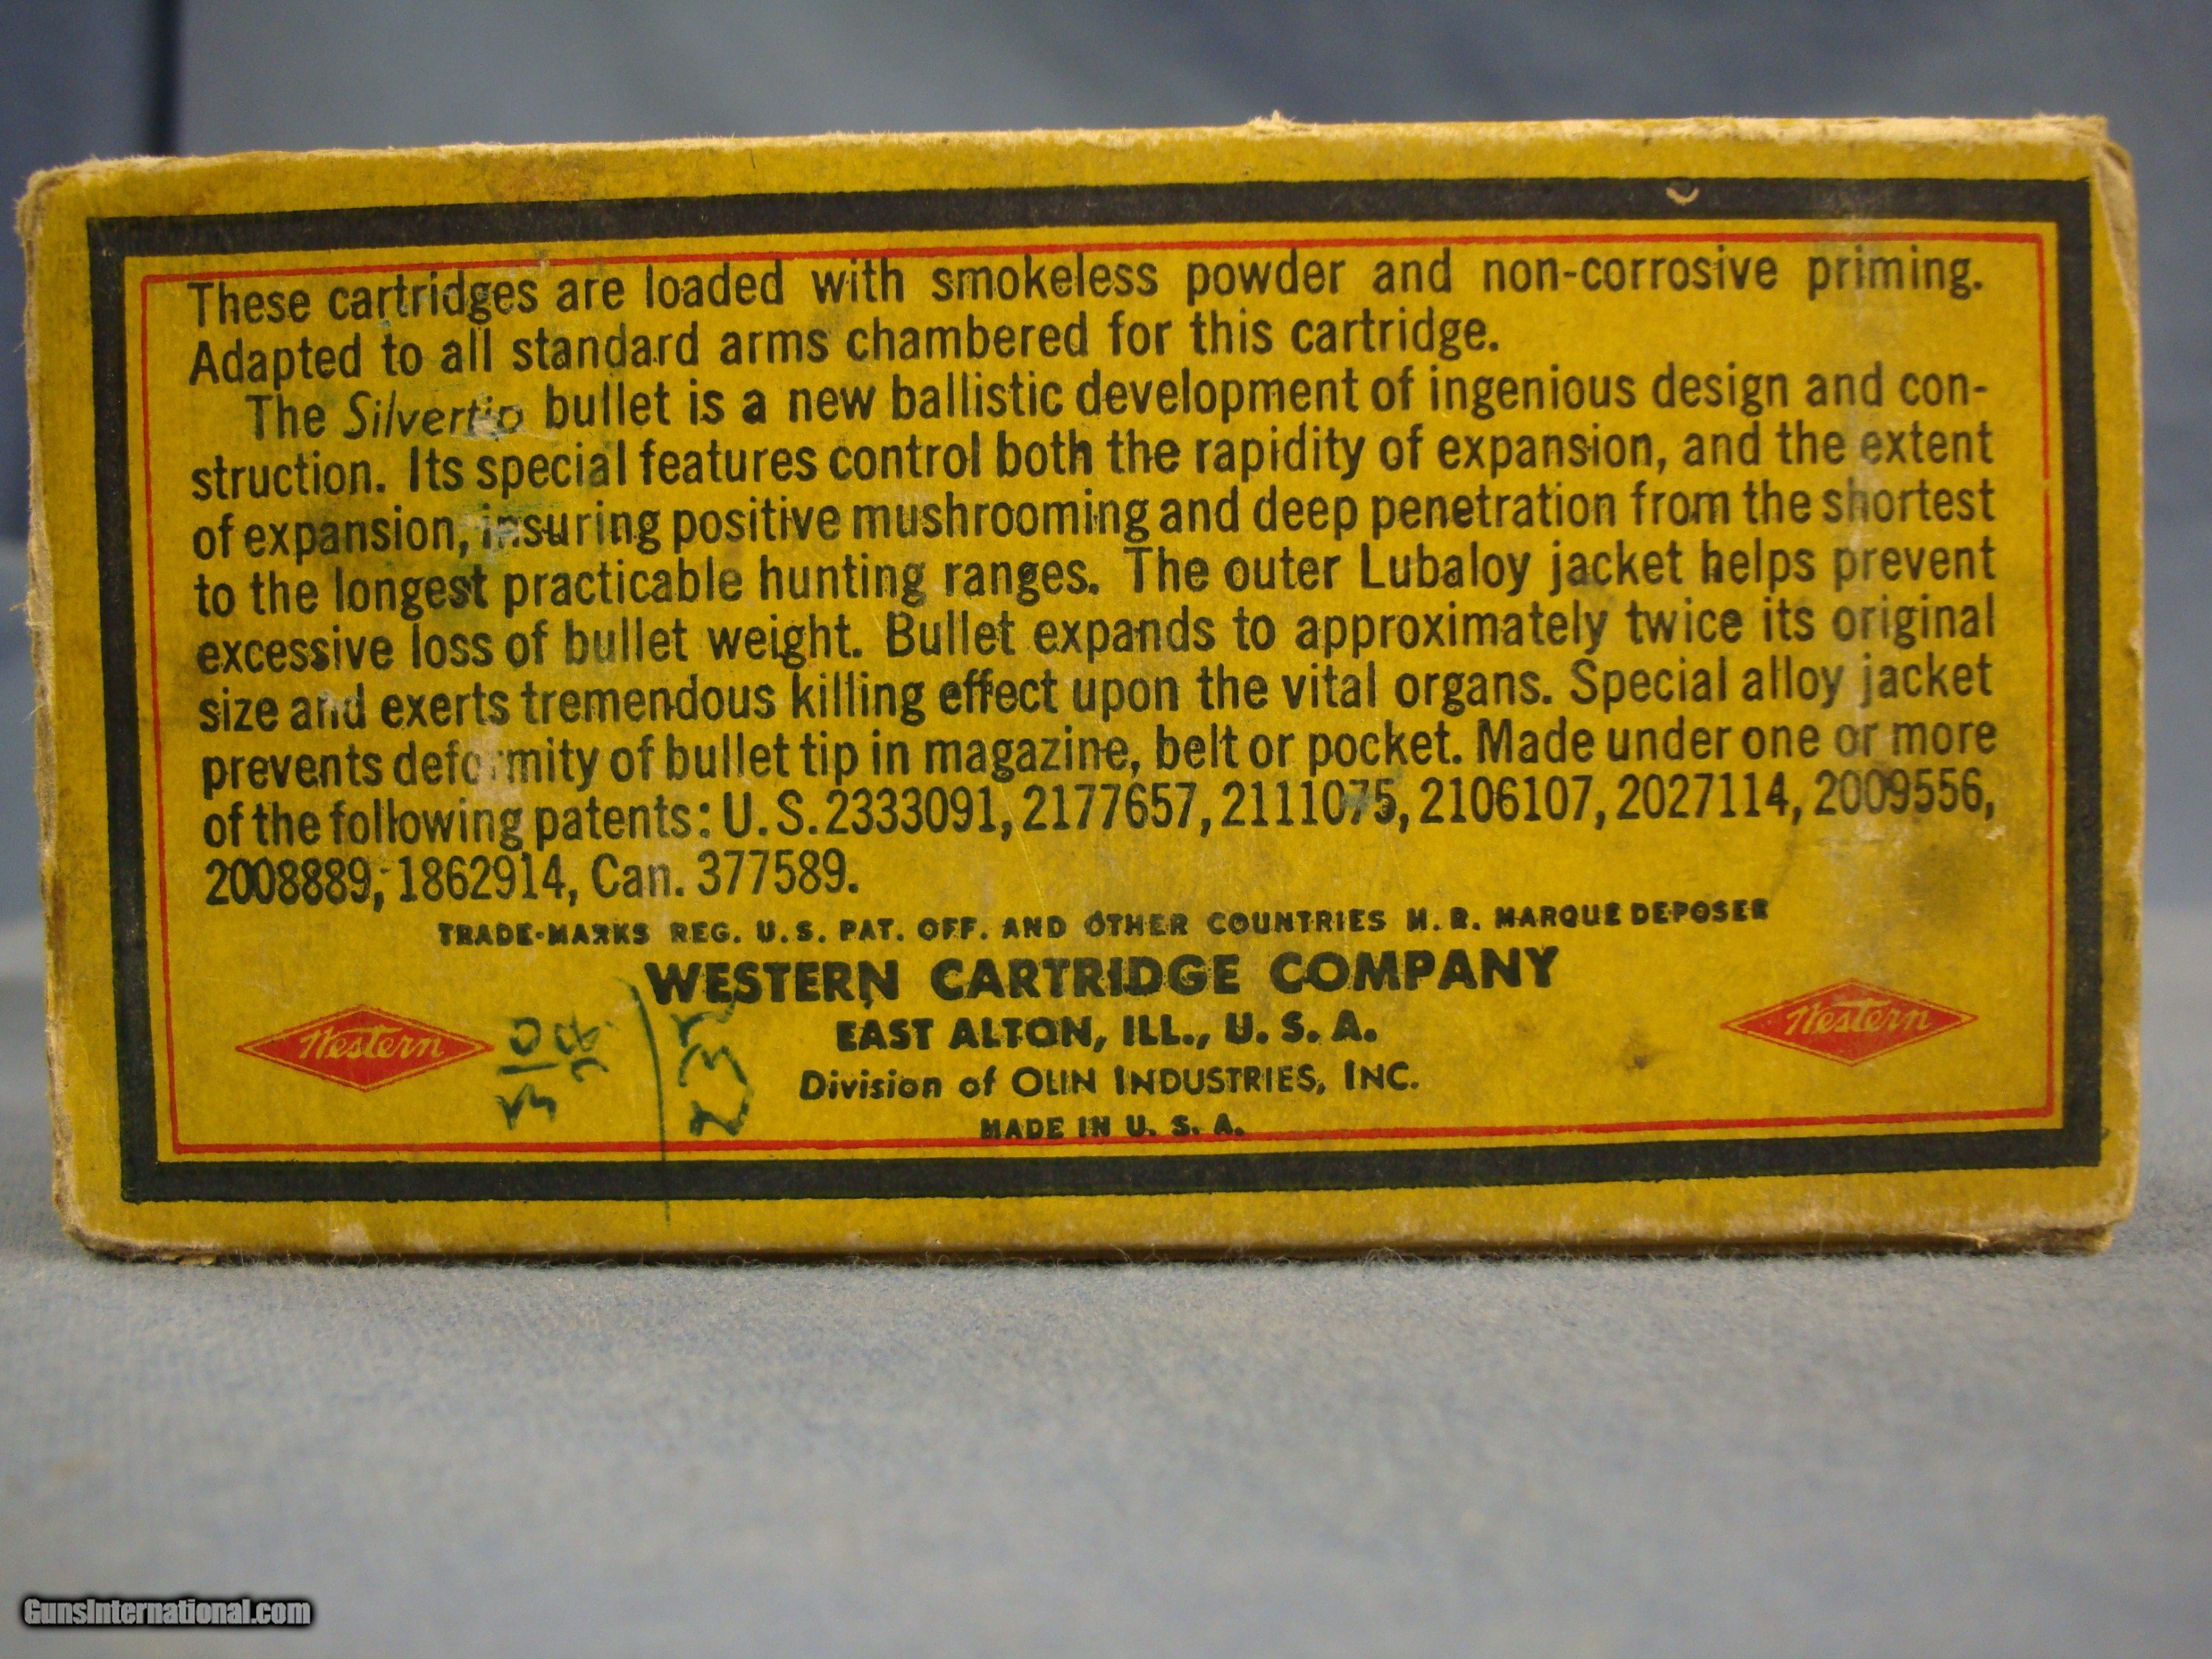 These cartridges are loaded with smokeless powder and non-corrosive priming.
Adapted to all standard arms chambered for this cartridge.
The Silvertip bullet is a new ballistic development of ingenious design and con-
struction. Its special features control both the rapidity of expansion, and the extent
of expansion, insuring positive mushrooming and deep penetration from the shortest
to the longest practicable hunting ranges. The outer Lubaloy jacket helps prevent
excessive loss of bullet weight. Bullet expands to approximately twice its original
size and exerts tremendous killing effect upon the vital organs. Special alloy jacket
prevents deformity of bullet tip in magazine, belt or pocket. Made under one or more
of the following patents: U.S. 2333091, 2177657, 2111075, 2106107, 2027114, 2009556,
2008889, 1862914, Can. 377589.
TRADE-MARKS REG. U. S. PAT. OFF. AND OTHER COUNTRIES M. R. MARQUE DEPOSER
WESTERN CARTRIDGE COMPANY
EAST ALTON, ILL., U. S. A.
Division of OLIN INDUSTRIES, INC.
MADE IN U. S. A.
Western
Western
GunsInternational.com